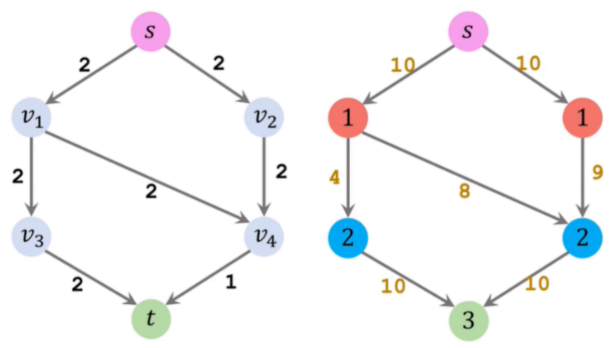 s s
2 2 10 10
v₁ v₂ 1 1
2 2 2 4 8 9
v₃ v₄ 2 2
2 1 10 10
t 3